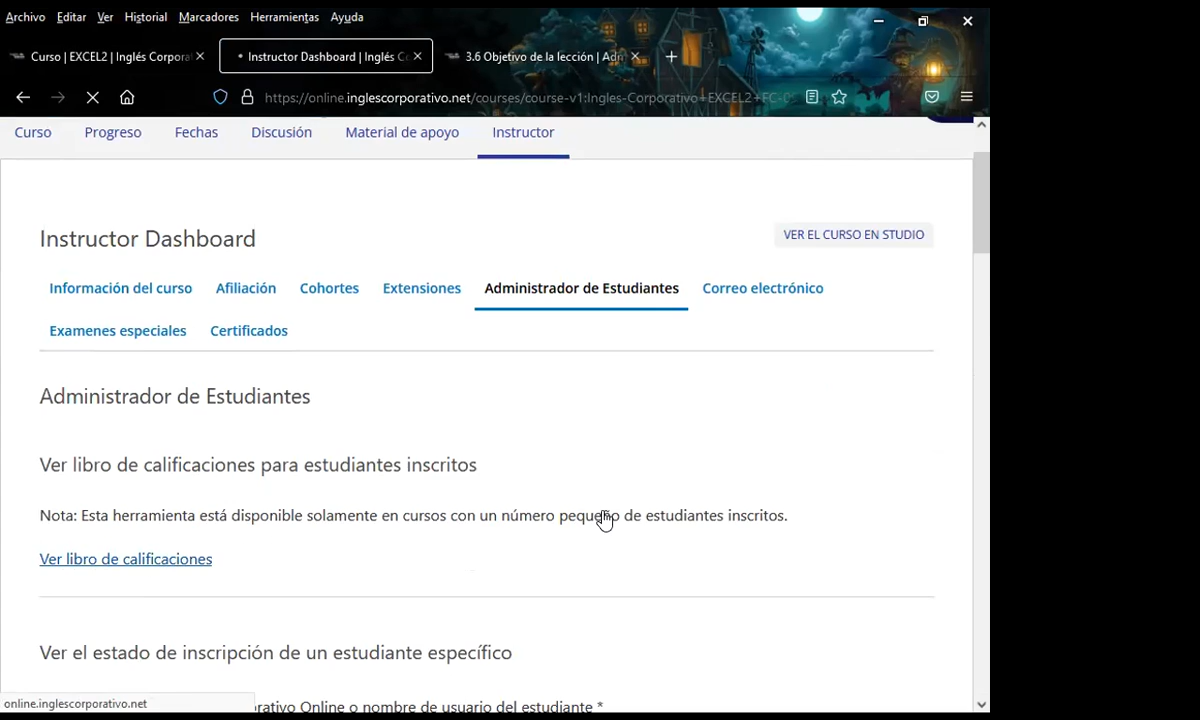 Archivo Editar Ver Historial Marcadores Herramientas Ayuda
Curso | EXCEL2 | Inglés Corpora
Instructor Dashboard | Inglés C
3.6 Objetivo de la lección | Adm
https://online.inglescorporativo.net/courses/course-v1:Ingles-Corporativo+EXCEL2+FC-0
Curso Progreso Fechas Discusión Material de apoyo Instructor
Instructor Dashboard
VER EL CURSO EN STUDIO
Información del curso Afiliación Cohortes Extensiones Administrador de Estudiantes Correo electrónico
Examenes especiales Certificados
Administrador de Estudiantes
Ver libro de calificaciones para estudiantes inscritos
Nota: Esta herramienta está disponible solamente en cursos con un número pequeño de estudiantes inscritos.
Ver libro de calificaciones
Ver el estado de inscripción de un estudiante específico
online.inglescorporativo.net
orativo Online o nombre de usuario del estudiante *